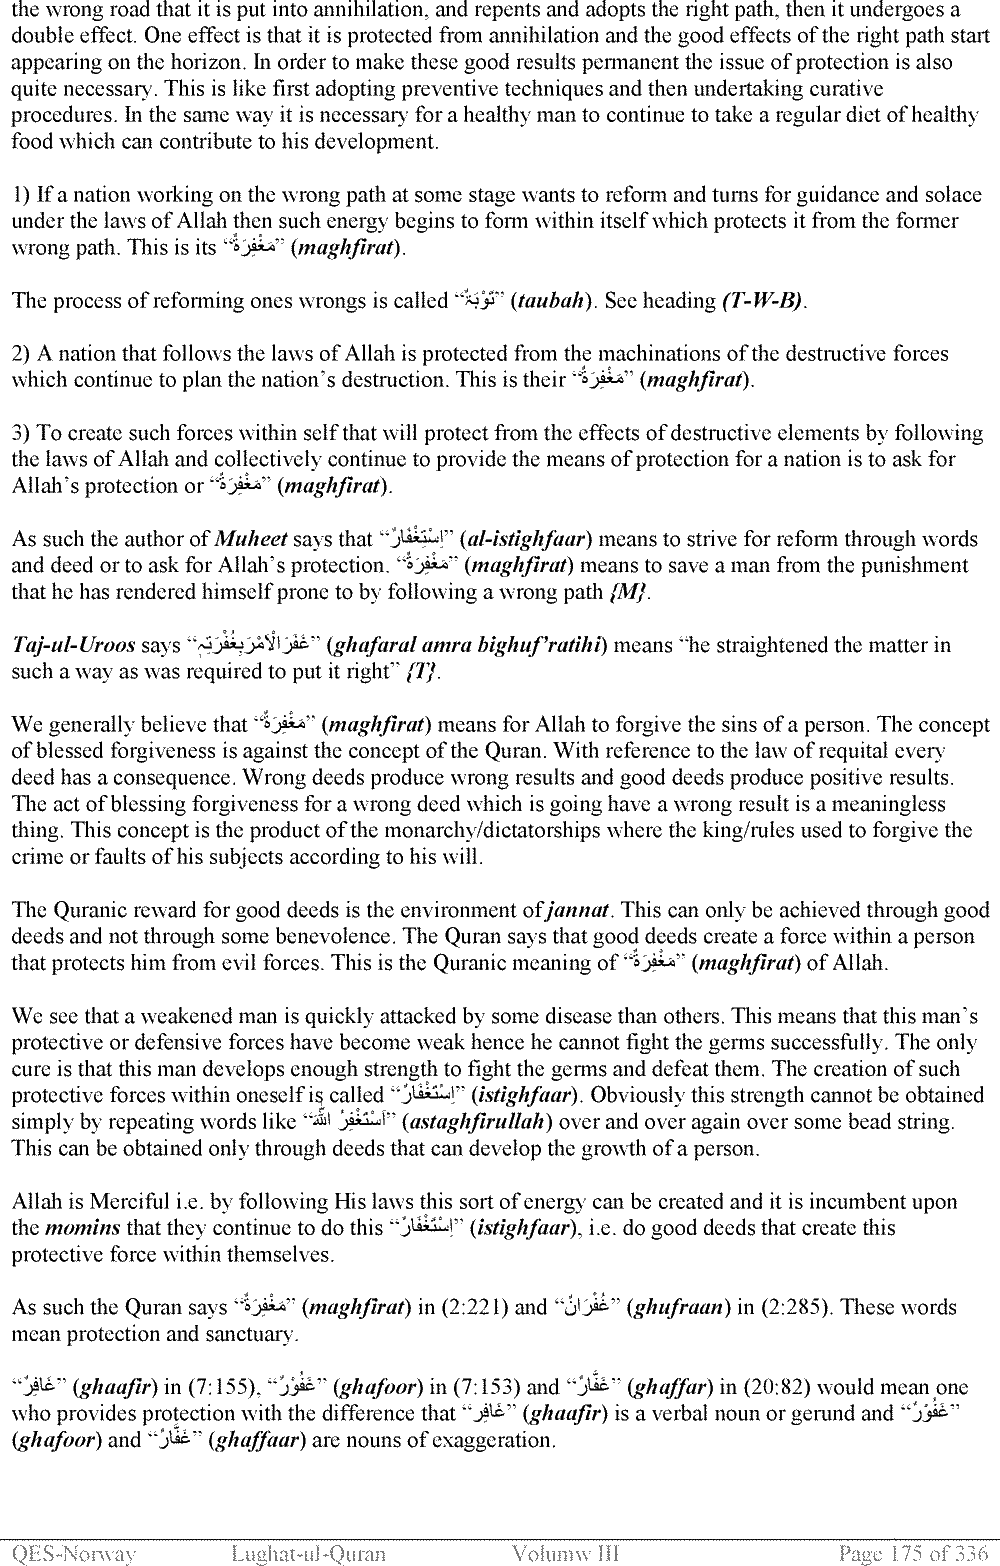 the wrong road that it is put into annihilation, and repents and adopts the right path, then it undergoes a
double effect. One effect is that it is protected from annihilation and the good effects of the right path start
appearing on the horizon. In order to make these good results permanent the issue of protection is also
quite necessary. This is like first adopting preventive techniques and then undertaking curative
procedures. In the same way it is necessary for a healthy man to continue to take a regular diet of healthy
food which can contribute to his development.
1) If a nation working on the wrong path at some stage wants to reform and turns for guidance and solace
under the laws of Allah then such energy begins to form within itself which protects it from the former
wrong path. This is its “مَغْفِرَةٌ” (maghfirat).
The process of reforming ones wrongs is called “تَوْبَۃٌ” (taubah). See heading (T-W-B).
2) A nation that follows the laws of Allah is protected from the machinations of the destructive forces
which continue to plan the nation’s destruction. This is their “مَغْفِرَةٌ” (maghfirat).
3) To create such forces within self that will protect from the effects of destructive elements by following
the laws of Allah and collectively continue to provide the means of protection for a nation is to ask for
Allah’s protection or “مَغْفِرَةٌ” (maghfirat).
As such the author of Muheet says that “اِسْتِغْفَارٌ” (al-istighfaar) means to strive for reform through words
and deed or to ask for Allah’s protection. “مَغْفِرَةٌ” (maghfirat) means to save a man from the punishment
that he has rendered himself prone to by following a wrong path {M}.
Taj-ul-Uroos says “غَفَرَ الْاَمْرَ بِغُفْرَتِہٖ” (ghafaral amra bighuf’ratihi) means “he straightened the matter in
such a way as was required to put it right” {T}.
We generally believe that “مَغْفِرَةٌ” (maghfirat) means for Allah to forgive the sins of a person. The concept
of blessed forgiveness is against the concept of the Quran. With reference to the law of requital every
deed has a consequence. Wrong deeds produce wrong results and good deeds produce positive results.
The act of blessing forgiveness for a wrong deed which is going have a wrong result is a meaningless
thing. This concept is the product of the monarchy/dictatorships where the king/rules used to forgive the
crime or faults of his subjects according to his will.
The Quranic reward for good deeds is the environment of jannat. This can only be achieved through good
deeds and not through some benevolence. The Quran says that good deeds create a force within a person
that protects him from evil forces. This is the Quranic meaning of “مَغْفِرَةٌ” (maghfirat) of Allah.
We see that a weakened man is quickly attacked by some disease than others. This means that this man’s
protective or defensive forces have become weak hence he cannot fight the germs successfully. The only
cure is that this man develops enough strength to fight the germs and defeat them. The creation of such
protective forces within oneself is called “اِسْتِغْفَارٌ” (istighfaar). Obviously this strength cannot be obtained
simply by repeating words like “اَسْتَغْفِرُ اللّٰہ” (astaghfirullah) over and over again over some bead string.
This can be obtained only through deeds that can develop the growth of a person.
Allah is Merciful i.e. by following His laws this sort of energy can be created and it is incumbent upon
the momins that they continue to do this “اِسْتِغْفَارٌ” (istighfaar), i.e. do good deeds that create this
protective force within themselves.
As such the Quran says “مَغْفِرَةٌ” (maghfirat) in (2:221) and “غُفْرَانٌ” (ghufraan) in (2:285). These words
mean protection and sanctuary.
“غَافِرٌ” (ghaafir) in (7:155), “غَفُوْرٌ” (ghafoor) in (7:153) and “غَفَّارٌ” (ghaffar) in (20:82) would mean one
who provides protection with the difference that “غَافِر” (ghaafir) is a verbal noun or gerund and “غَفُوْرٌ”
(ghafoor) and “غَفَّارٌ” (ghaffaar) are nouns of exaggeration.
QES-Norway Lughat-ul-Quran Volumw III Page 175 of 336